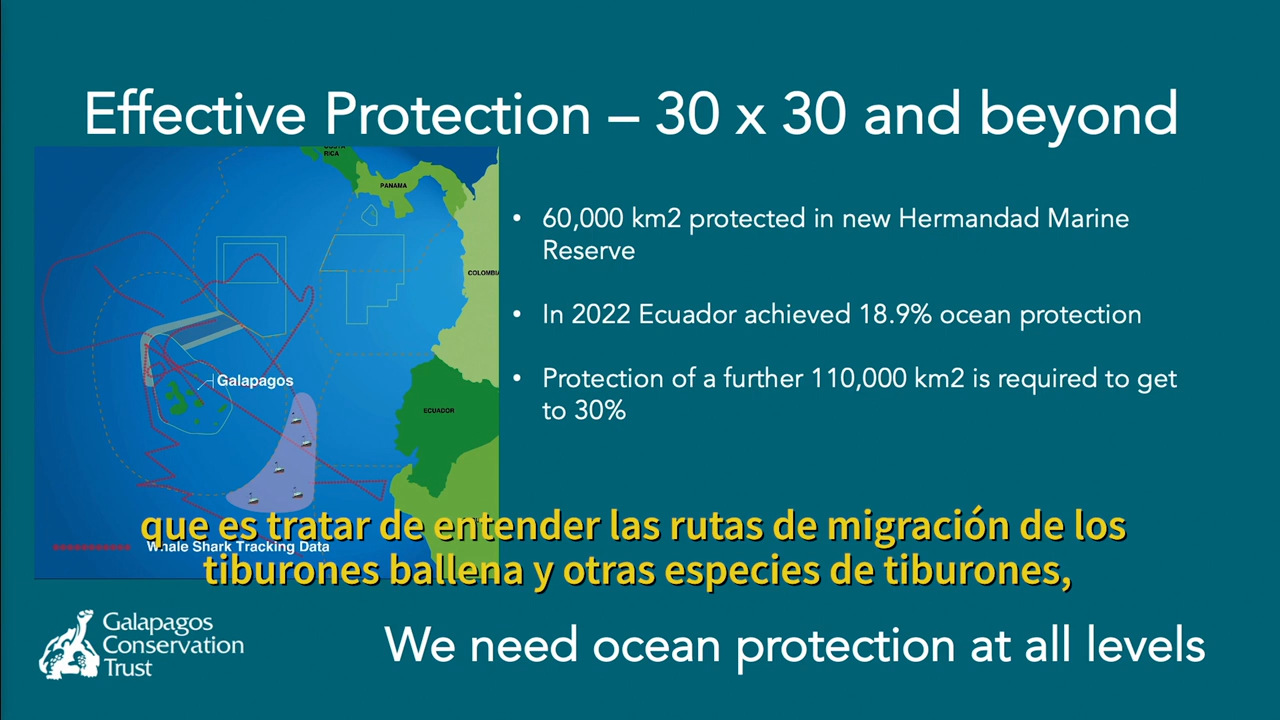 Effective Protection – 30 x 30 and beyond
COSTA
RICA
PANAMA
COLOMBIA
Galapagos
ECUADOR
Whale Shark Tracking Data
• 60,000 km2 protected in new Hermandad Marine
Reserve
• In 2022 Ecuador achieved 18.9% ocean protection
• Protection of a further 110,000 km2 is required to get
to 30%
que es tratar de entender las rutas de migración de los
tiburones ballena y otras especies de tiburones,
Galapagos
Conservation
Trust
We need ocean protection at all levels